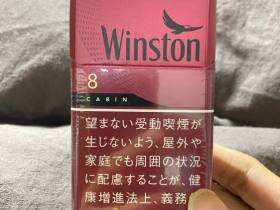 Winston
8
CABIN
望まない受動喫煙が
生じないよう、屋外や
家庭でも周囲の状況
に配慮することが、健
康増進法上、義務